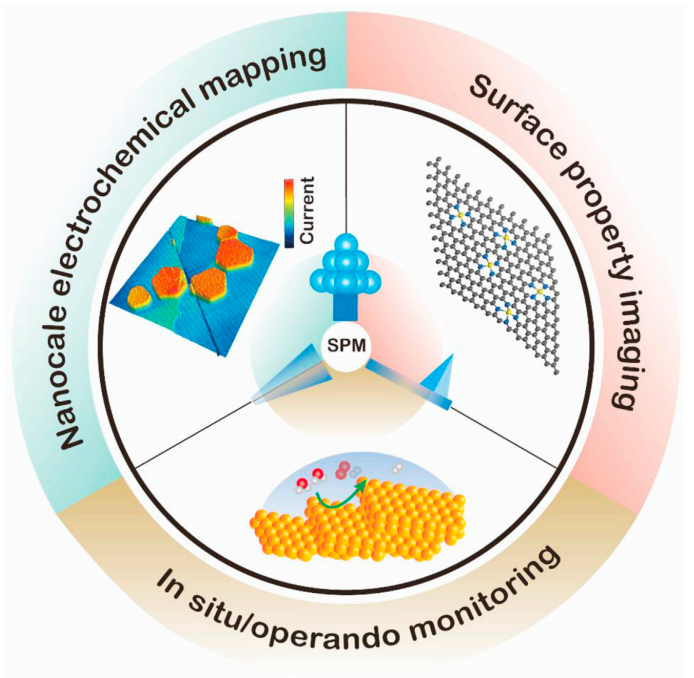 Nanocale electrochemical mapping
Surface property imaging
Current
SPM
In situ/operando monitoring